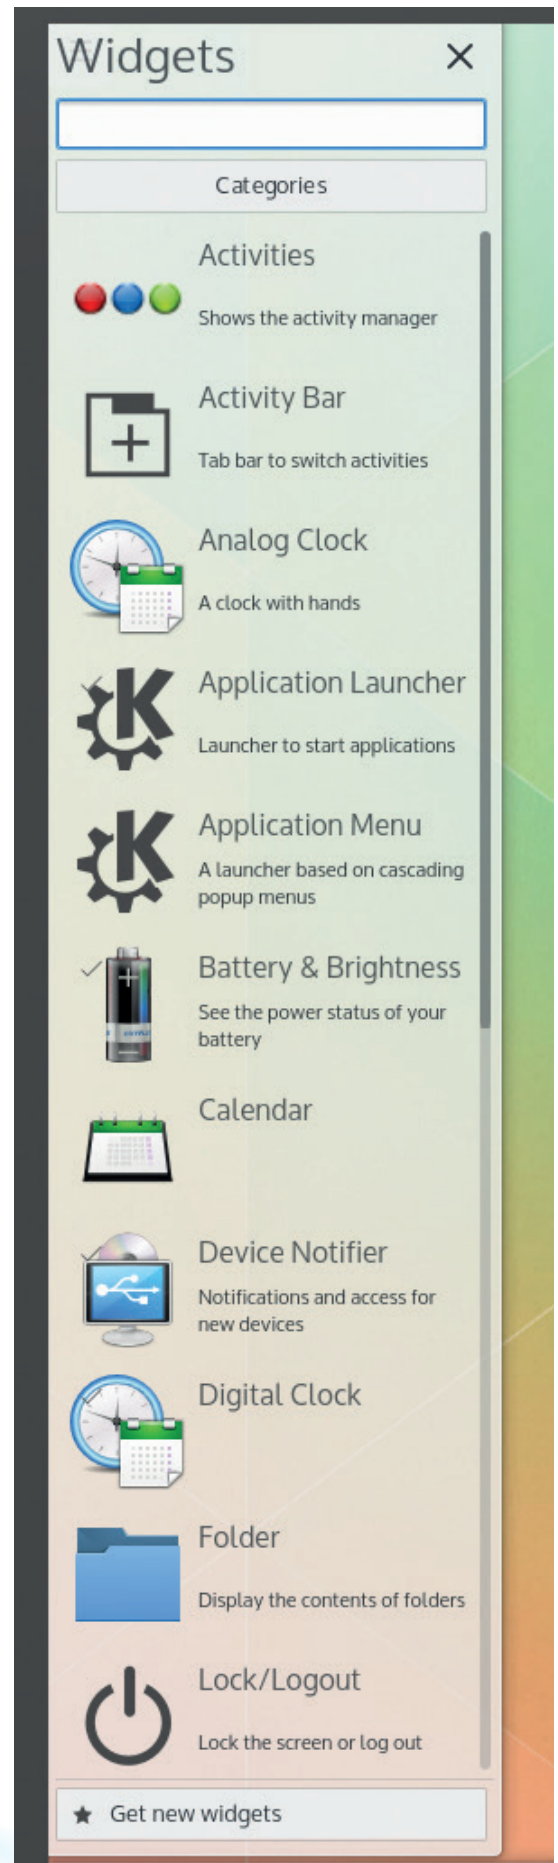 Widgets
Categories
Activities
Shows the activity manager
Activity Bar
Tab bar to switch activities
Analog Clock
A clock with hands
Application Launcher
Launcher to start applications
Application Menu
A launcher based on cascading
popup menus
Battery & Brightness
See the power status of your
battery
Calendar
Device Notifier
Notifications and access for
new devices
Digital Clock
Folder
Display the contents of folders
Lock/Logout
Lock the screen or log out
Get new widgets